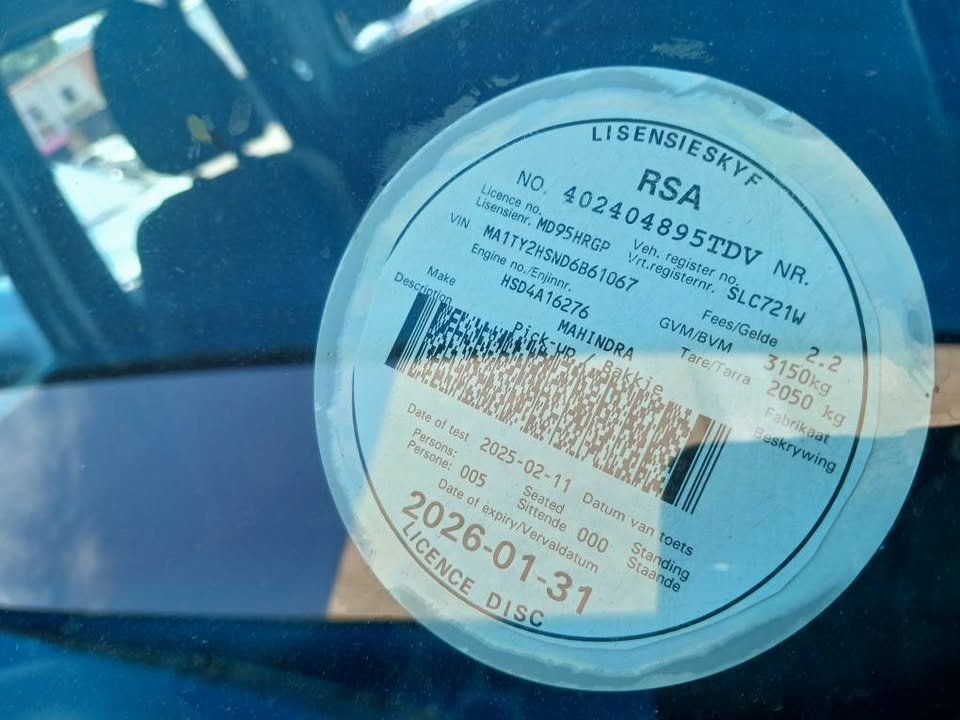 LISENSIESKYF
RSA
NO. 402404895TDV NR.
Licence no. Lisensienr. MD95HRGP Veh. register no. Vrt.registernr. SLC721W
VIN MA1TY2HSND6B61067
Engine no./Enjinnr. HSD4A16276
Fees/Gelde 2.2
GVM/BVM 3150kg
Tare/Tarra 2050 kg
Make MAHINDRA Fabrikaat
Description Pick-up / Bakkie Beskrywing
Date of test 2025-02-11 Datum van toets
Persons: Persone: 005 Seated Sittende 000 Standing Staande
Date of expiry/Vervaldatum
2026-01-31
LICENCE DISC